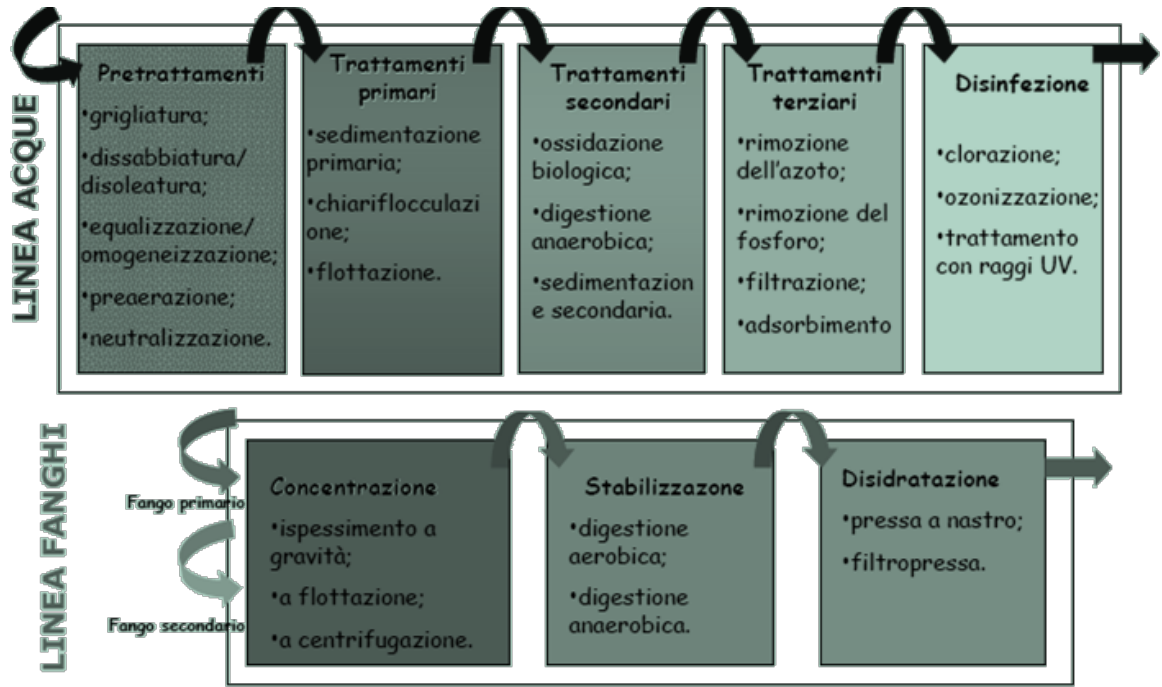 LINEA ACQUE
Pretrattamenti
•grigliatura;
•dissabbiatura/
disoleatura;
•equalizzazione/
omogeneizzazione;
•preaerazione;
•neutralizzazione.
Trattamenti
primari
•sedimentazione
primaria;
•chiariflocculazi
one;
•flottazione.
Trattamenti
secondari
•ossidazione
biologica;
•digestione
anaerobica;
•sedimentazion
e secondaria.
Trattamenti
terziari
•rimozione
dell'azoto;
•rimozione del
fosforo;
•filtrazione;
•adsorbimento
Disinfezione
•clorazione;
•ozonizzazione;
•trattamento
con raggi UV.
LINEA FANGHI
Fango primario
Fango secondario
Concentrazione
•ispessimento a
gravità;
•a flottazione;
•a centrifugazione.
Stabilizzazone
•digestione
aerobica;
•digestione
anaerobica.
Disidratazione
•pressa a nastro;
•filtropressa.